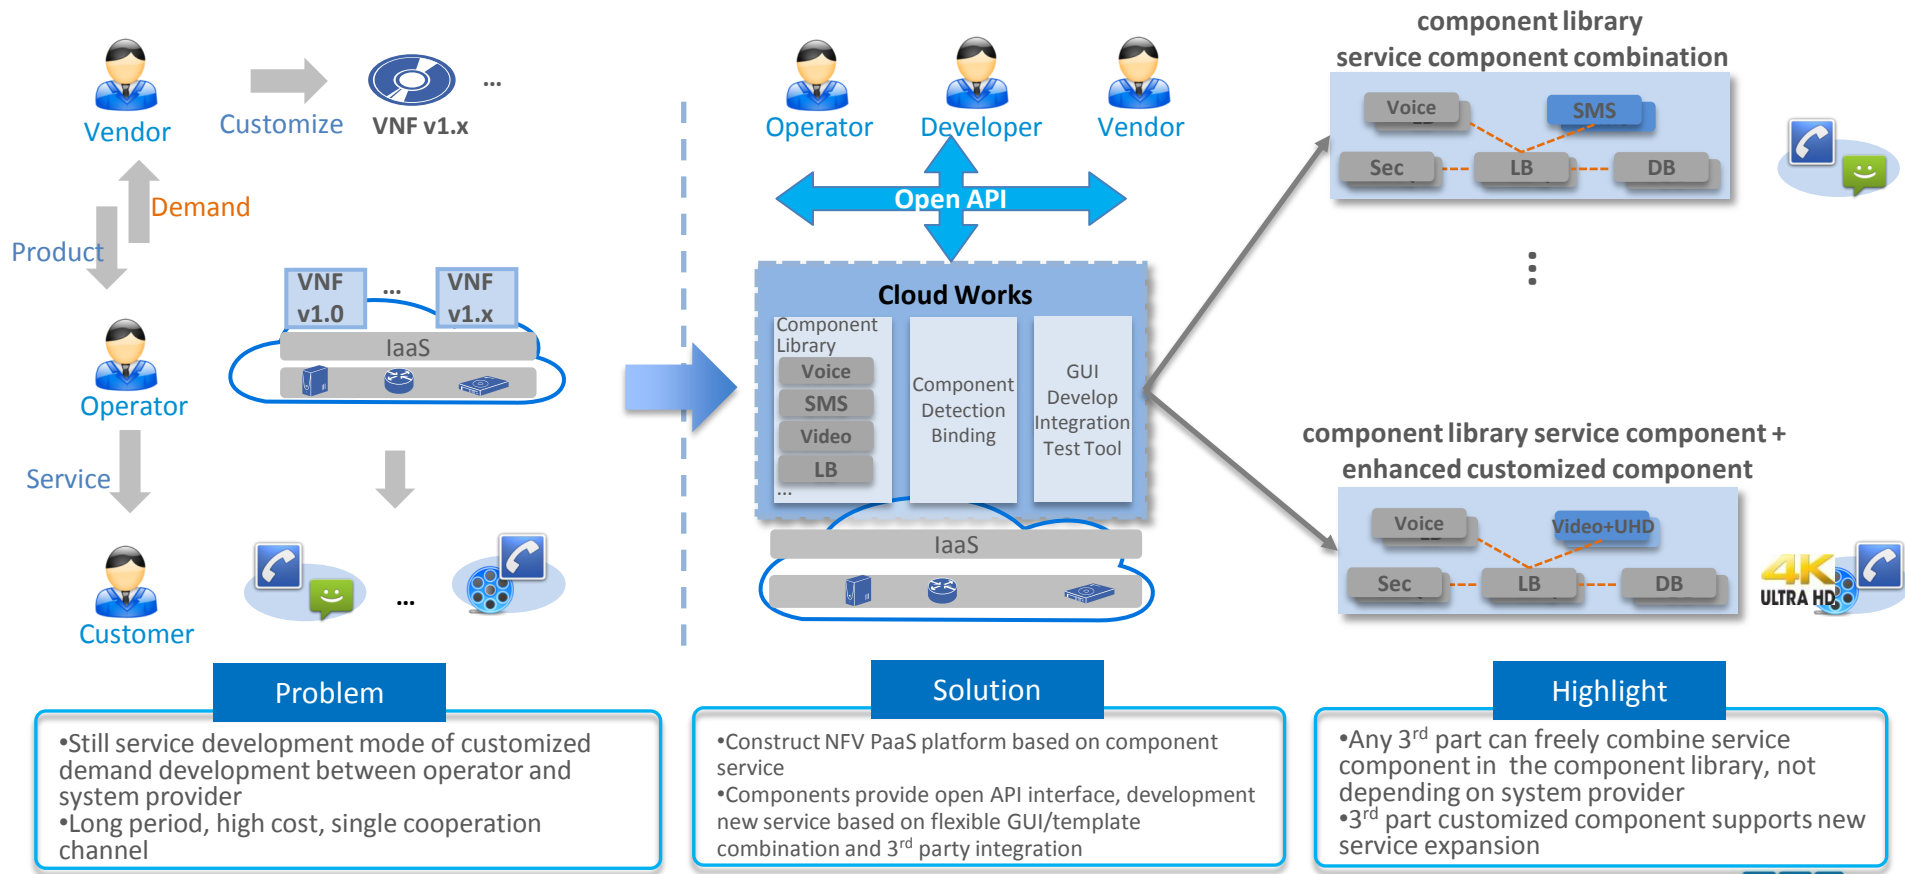 Vendor
Customize
VNF v1.x
...
Demand
Product
VNF
v1.0
...
VNF
v1.x
IaaS
Operator
Service
...
Customer
Operator
Developer
Vendor
Open API
Cloud Works
Component
Library
Voice
SMS
Video
LB
...
Component
Detection
Binding
GUI
Develop
Integration
Test Tool
IaaS
component library
service component combination
Voice
SMS
Sec
LB
DB
...
component library service component +
enhanced customized component
Voice
Video+UHD
Sec
LB
DB
4K
ULTRA HD
Problem
•Still service development mode of customized
demand development between operator and
system provider
•Long period, high cost, single cooperation
channel
Solution
•Construct NFV PaaS platform based on component
service
•Components provide open API interface, development
new service based on flexible GUI/template
combination and 3rd party integration
Highlight
•Any 3rd part can freely combine service
component in the component library, not
depending on system provider
•3rd part customized component supports new
service expansion